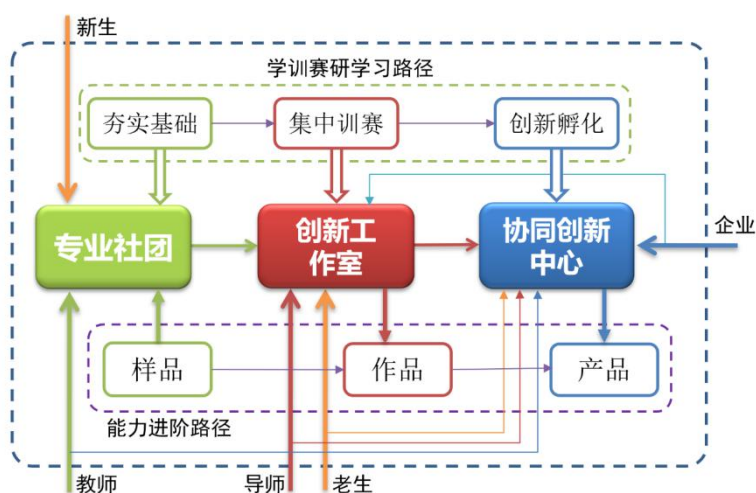 新生
学训赛研学习路径
夯实基础
集中训赛
创新孵化
专业社团
创新工
作室
协同创新
中心
企业
样品
作品
产品
能力进阶路径
教师
导师
老生